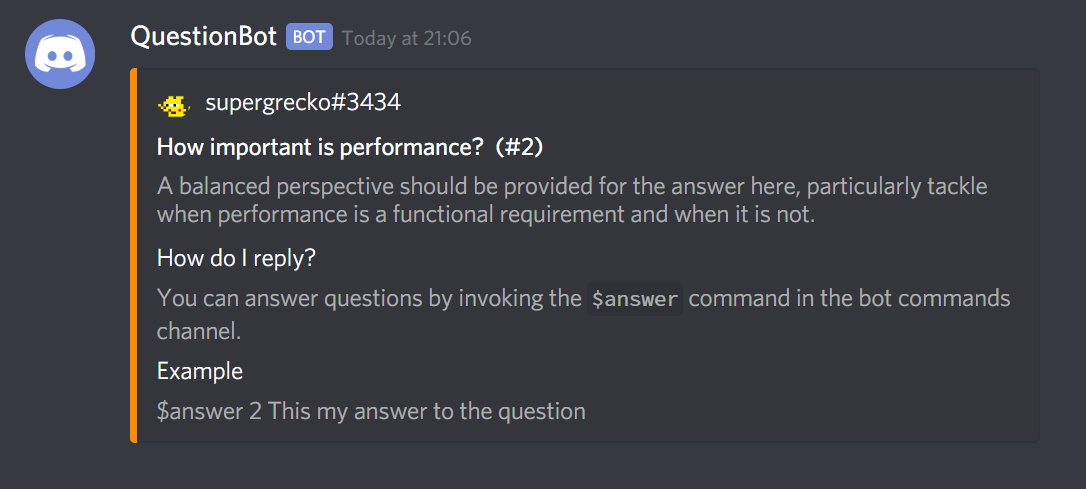 QuestionBot BOT Today at 21:06
supergrecko#3434
How important is performance? (#2)
A balanced perspective should be provided for the answer here, particularly tackle
when performance is a functional requirement and when it is not.
How do I reply?
You can answer questions by invoking the $answer command in the bot commands
channel.
Example
$answer 2 This my answer to the question